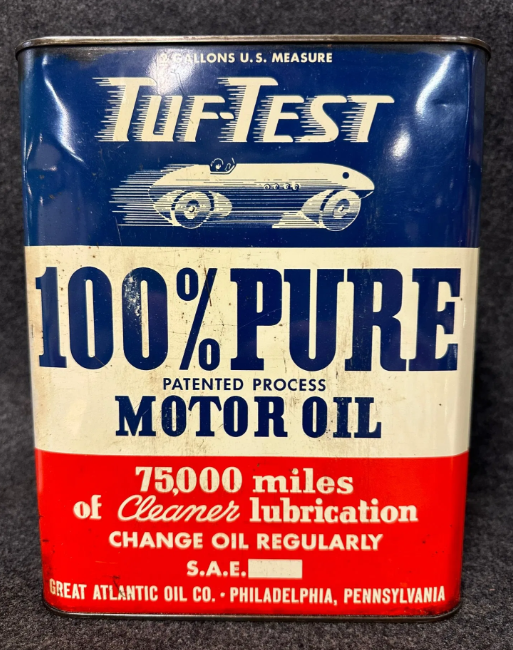 2 GALLONS U.S. MEASURE
TUF-TEST
100% PURE
PATENTED PROCESS
MOTOR OIL
75,000 miles
of Cleaner lubrication
CHANGE OIL REGULARLY
S.A.E.
GREAT ATLANTIC OIL CO. • PHILADELPHIA, PENNSYLVANIA